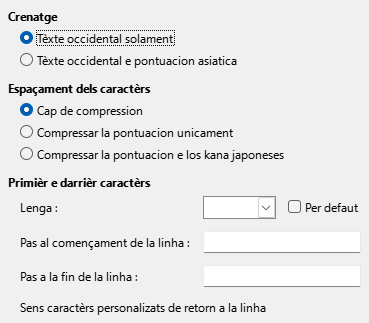 Crenatge
Tèxte occidental solament
Tèxte occidental e pontuacion asiatica
Espaçament dels caractèrs
Cap de compression
Compressar la pontuacion unicament
Compressar la pontuacion e los kana japoneses
Primièr e darrièr caractèrs
Lenga :
Per defaut
Pas al començament de la linha :
Pas a la fin de la linha :
Sens caractèrs personalizats de retorn a la linha